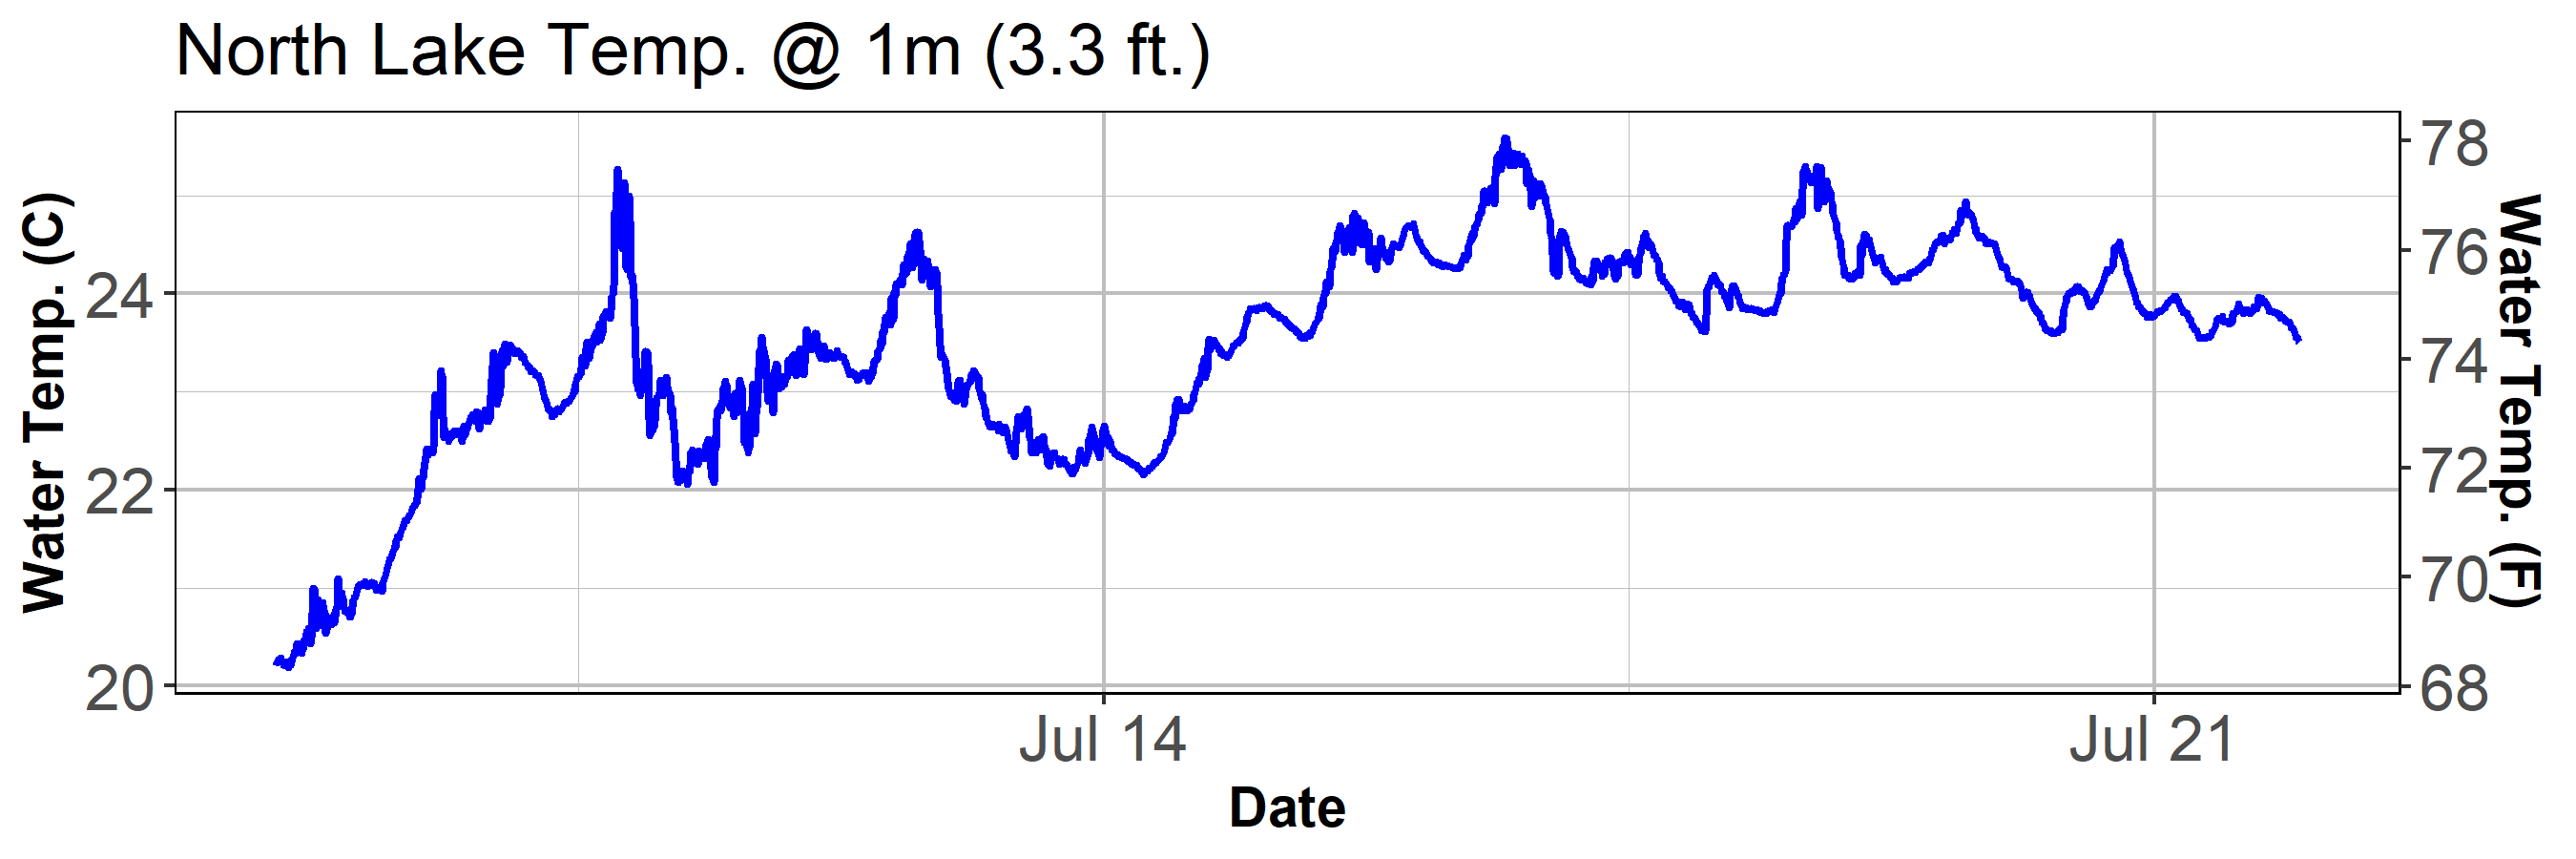 North Lake Temp. @ 1m (3.3 ft.)
Water Temp. (C)
24
22
20
78
76
74
72
70
68
Water Temp. (F)
Jul 14
Jul 21
Date